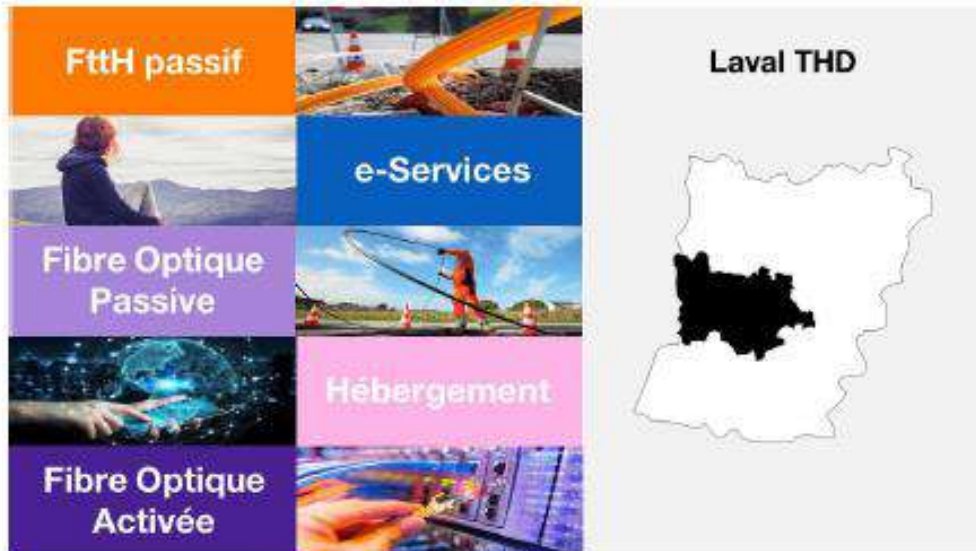 FttH passif
e-Services
Fibre Optique
Passive
Hébergement
Fibre Optique
Activée
Laval THD